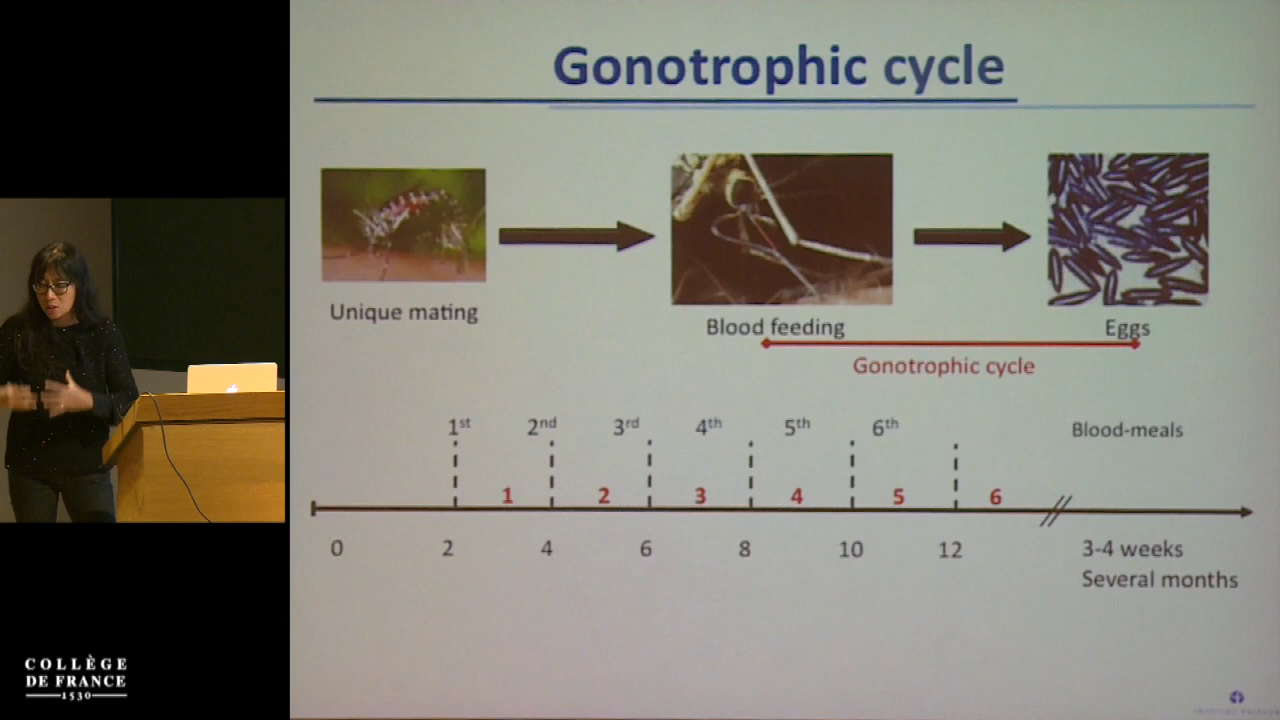 Gonotrophic cycle
Unique mating
Blood feeding
Eggs
Gonotrophic cycle
1st 2nd 3rd 4th 5th 6th Blood-meals
1 2 3 4 5 6
0 2 4 6 8 10 12 3-4 weeks
Several months
COLLÈGE
DE FRANCE
1530